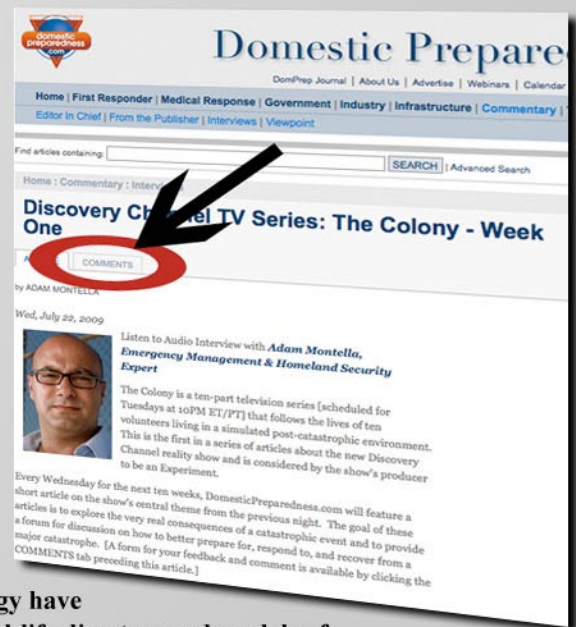 domestic
preparedness
.com
Domestic Prepare
DomPrep Journal | About Us | Advertise | Webinars | Calendar
Home | First Responder | Medical Response | Government | Industry | Infrastructure | Commentary |
Editor In Chief | From the Publisher | Interviews | Viewpoint
Find articles containing:
SEARCH | Advanced Search
Home : Commentary :
Discovery TV Series: The Colony - Week
One
COMMENTS
by ADAM MONTELLA
Wed, July 22, 2009
Listen to Audio Interview with Adam Montella,
Emergency Management & Homeland Security
Expert
The Colony is a ten-part television series [scheduled for
Tuesdays at 10PM ET/PT] that follows the lives of ten
volunteers living in a simulated post-catastrophic environment.
This is the first in a series of articles about the new Discovery
Channel reality show and is considered by the show's producer
to be an Experiment.
Every Wednesday for the next ten weeks, DomesticPreparedness.com will feature a
short article on the show's central theme from the previous night. The goal of these
articles is to explore the very real consequences of a catastrophic event and to provide
a forum for discussion on how to better prepare for, respond to, and recover from a
major catastrophe. [A form for your feedback and comment is available by clicking the
COMMENTS tab preceding this article.]
gy have